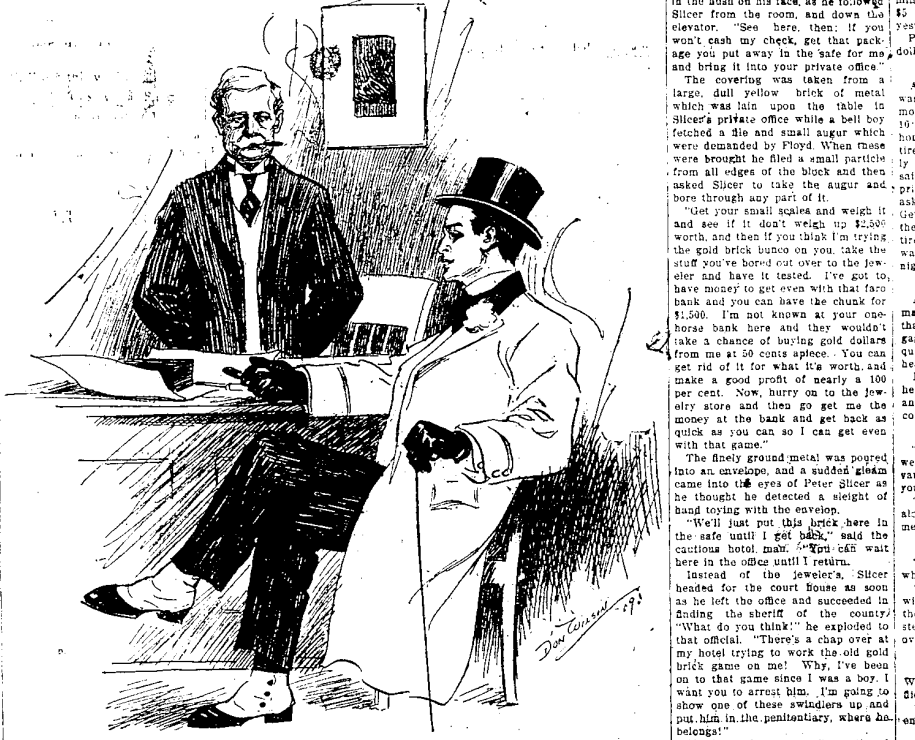 Don Wilson
in the flush on his face, as he followed
Slicer from the room, and down the
elevator. "See here, then; if you
won't cash my check, get that pack-
age you put away in the safe for me
and bring it into your private office."
The covering was taken from a
large, dull yellow brick of metal
which was lain upon the table in
Slicer's private office while a bell boy
fetched a file and small augur which
were demanded by Floyd. When these
were brought he filed a small particle
from all edges of the block and then
asked Slicer to take the augur and
bore through any part of it.
"Get your small scales and weigh it
and see if it don't weigh up $2,500
worth, and then if you think I'm trying
the gold brick bunco on you, take the
stuff you've bored out over to the jew-
eler and have it tested. I've got to
have money to get even with that faro
bank and you can have the chunk for
$1,500. I'm not known at your one-
horse bank here and they wouldn't
take a chance of buying gold dollars
from me at 50 cents apiece. You can
get rid of it for what it's worth, and
make a good profit of nearly a 100
per cent. Now, hurry on to the jew-
elry store and then go get me the
money at the bank and get back as
quick as you can so I can get even
with that game."
The finely ground metal was poured
into an envelope, and a sudden gleam
came into the eyes of Peter Slicer as
he thought he detected a sleight of
hand toying with the envelop.
"We'll just put this brick here in
the safe until I get back," said the
cautious hotel man. "You can wait
here in the office until I return.
Instead of the jeweler's, Slicer
headed for the court house as soon
as he left the office and succeeded in
finding the sheriff of the county.
"What do you think!" he exploded to
that official. "There's a chap over at
my hotel trying to work the old gold
brick game on me! Why, I've been
on to that game since I was a boy. I
want you to arrest him. I'm going to
show one of these swindlers up and
put him in the penitentiary, where he
belongs!"